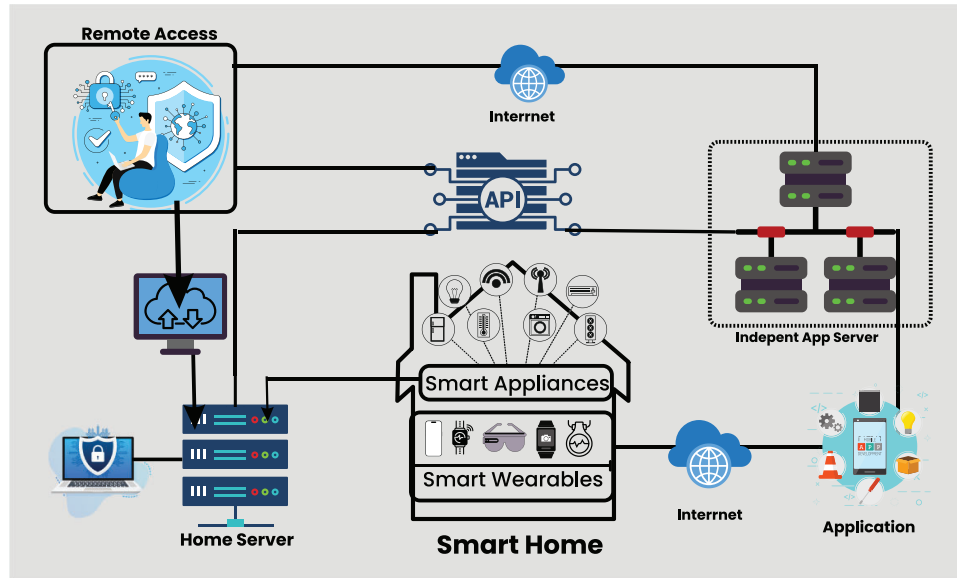 Remote Access
Interrnet
API
Indepent App Server
Smart Appliances
Smart Wearables
Home Server
Smart Home
Interrnet
Application